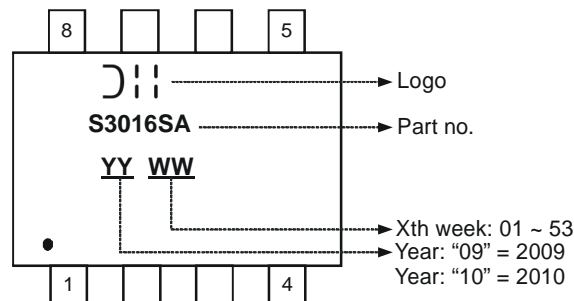 8 5
Logo
S3016SA Part no.
YY WW
Xth week: 01 ~ 53
Year: “09” = 2009
Year: “10” = 2010
1 4